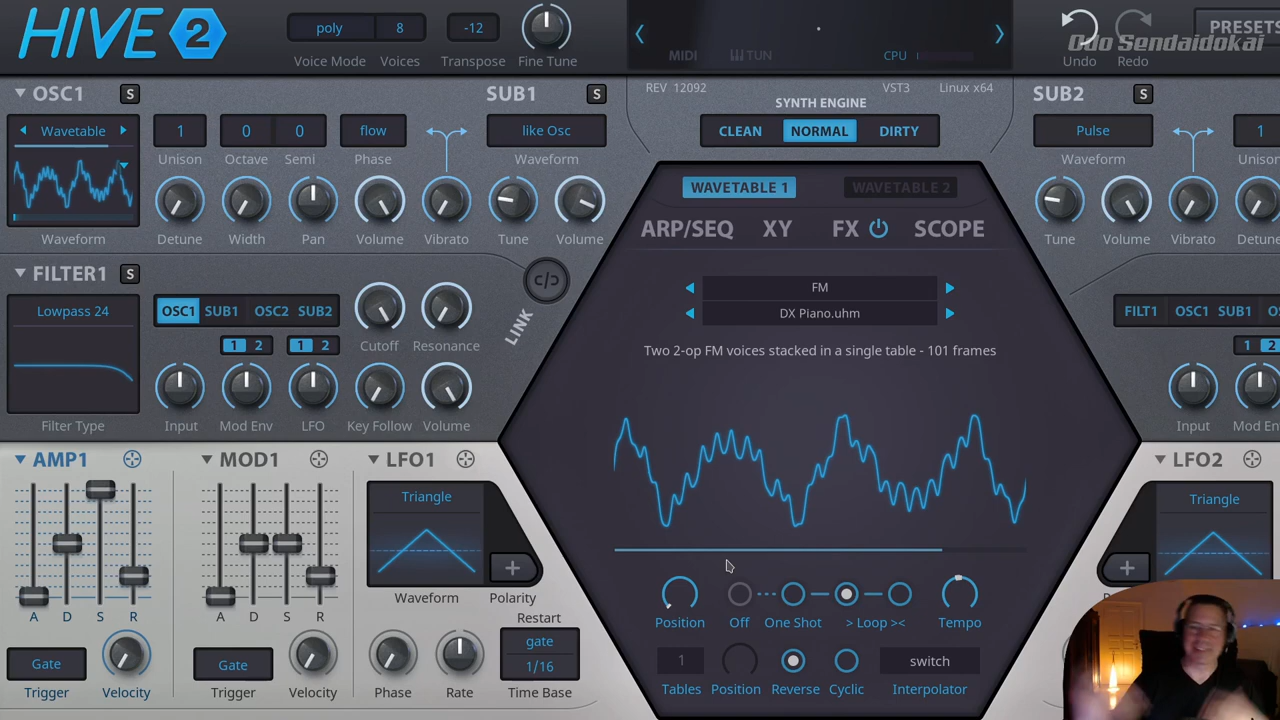 HIVE 2
poly 8 -12
Voice Mode Voices Transpose Fine Tune
MIDI TUN CPU
Undo Redo
PRESETS
Odo Sendaidokai
OSC1 S
Wavetable
Waveform
1 0 0 flow
Unison Octave Semi Phase
Detune Width Pan Volume Vibrato
SUB1 S
like Osc
Waveform
Tune Volume
REV 12092 VST3 Linux x64
SYNTH ENGINE
CLEAN NORMAL DIRTY
SUB2 S
Pulse 1
Waveform Unison
Tune Volume Vibrato Detune
WAVETABLE 1 WAVETABLE 2
ARP/SEQ XY FX SCOPE
FILTER1 S
Lowpass 24
Filter Type
OSC1 SUB1 OSC2 SUB2
1 2 1 2
Cutoff Resonance
Input Mod Env LFO Key Follow Volume
LINK
FM
DX Piano.uhm
Two 2-op FM voices stacked in a single table - 101 frames
FILT1 OSC1 SUB1
1 2
Input Mod En
AMP1
A D S R
Gate
Trigger Velocity
MOD1
A D S R
Gate
Trigger Velocity
LFO1
Triangle
Waveform Polarity
Restart
gate
1/16
Phase Rate Time Base
Position Off One Shot > Loop >< Tempo
1 switch
Tables Position Reverse Cyclic Interpolator
LFO2
Triangle